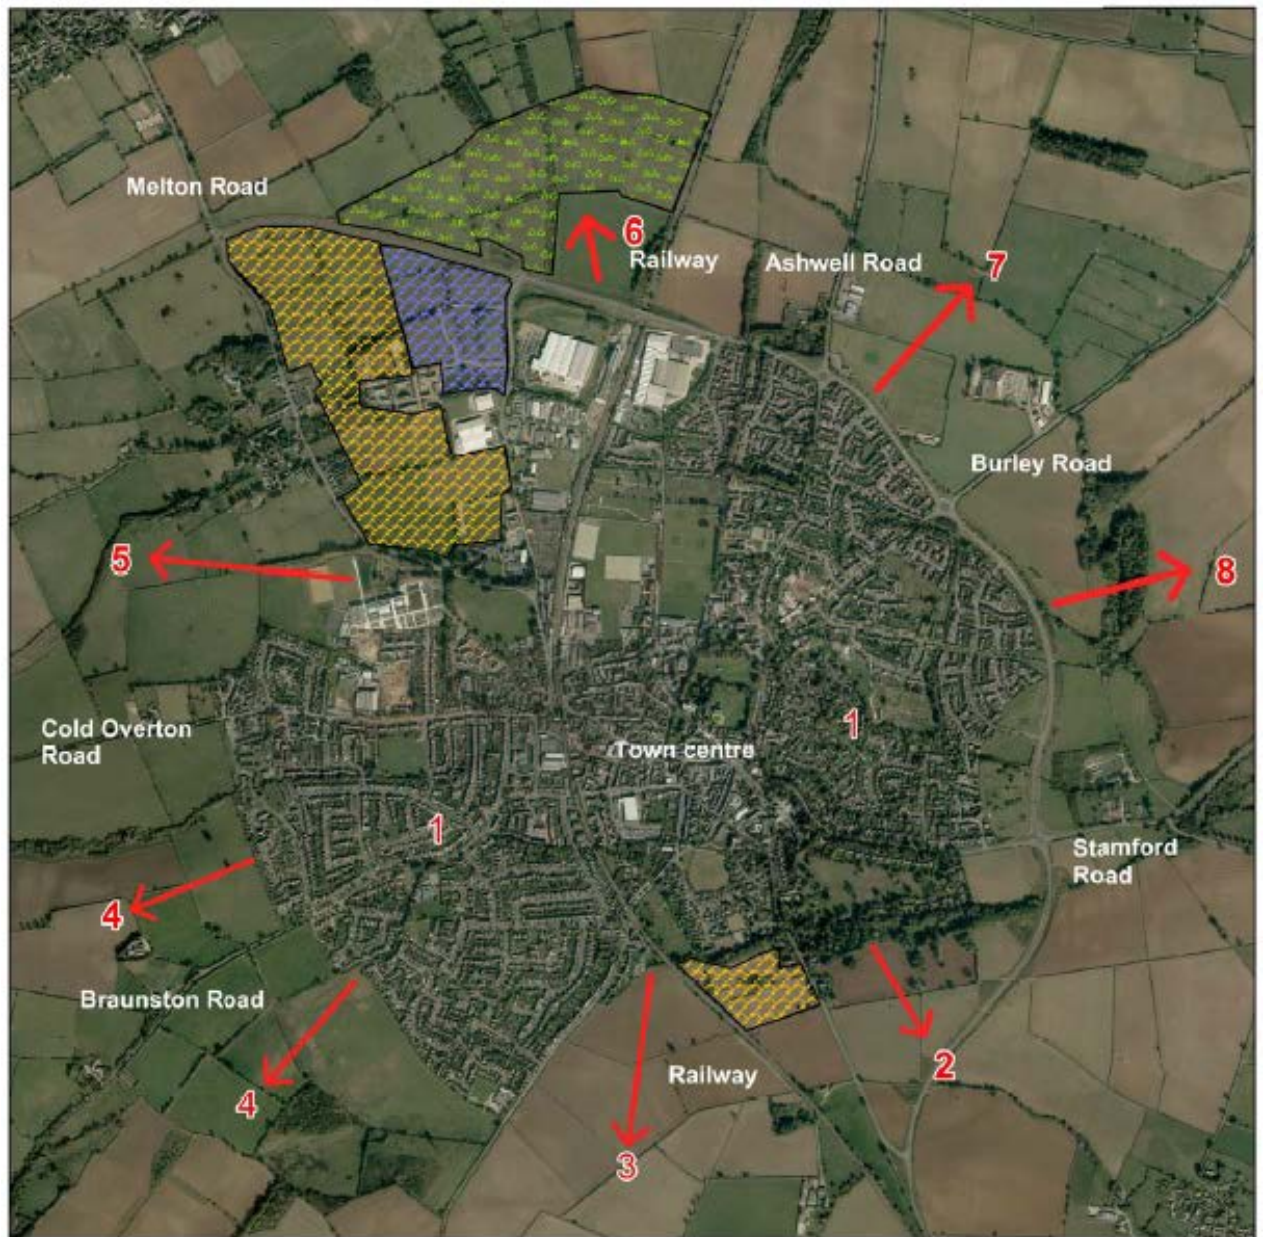 Melton Road
6
Railway
Ashwell Road
7
Burley Road
5
8
Cold Overton
Road
1
Town centre
1
Stamford
Road
4
Braunston Road
2
Railway
4
3